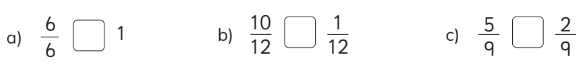 a) 6/6 □ 1 b) 10/12 □ 1/12 c) 5/9 □ 2/9